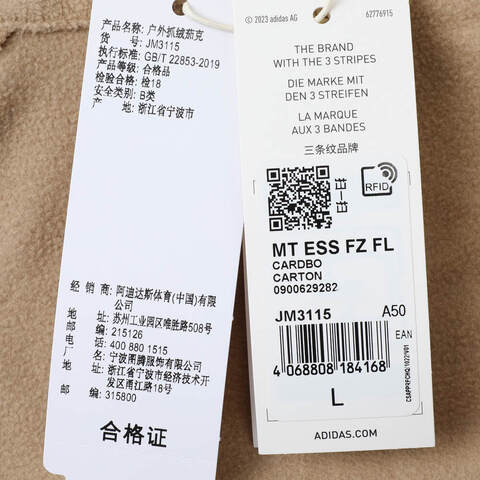 产品名称: 户外抓绒茄克
货 号: JM3115
执行标准: GB/T 22853-2019
产品等级: 合格品
检验合格: 检18
安全类别: B类
产 地: 浙江省宁波市
经 销 商: 阿迪达斯体育(中国)有限公司
地 址: 苏州工业园区唯胜路508号
邮 编: 215126
电 话: 400 880 1515
制 造 商: 宁波图腾服饰有限公司
地 址: 浙江省宁波市经济技术开发区甬江路18号
邮 编: 315800
合格证
© 2023 adidas AG
62776915
THE BRAND
WITH THE 3 STRIPES
DIE MARKE MIT
DEN 3 STREIFEN
LA MARQUE
AUX 3 BANDES
三条纹品牌
RFID
MT ESS FZ FL
CARDBO
CARTON
0900629282
JM3115 A50
EAN
4 068808 184168
L
ADIDAS.COM